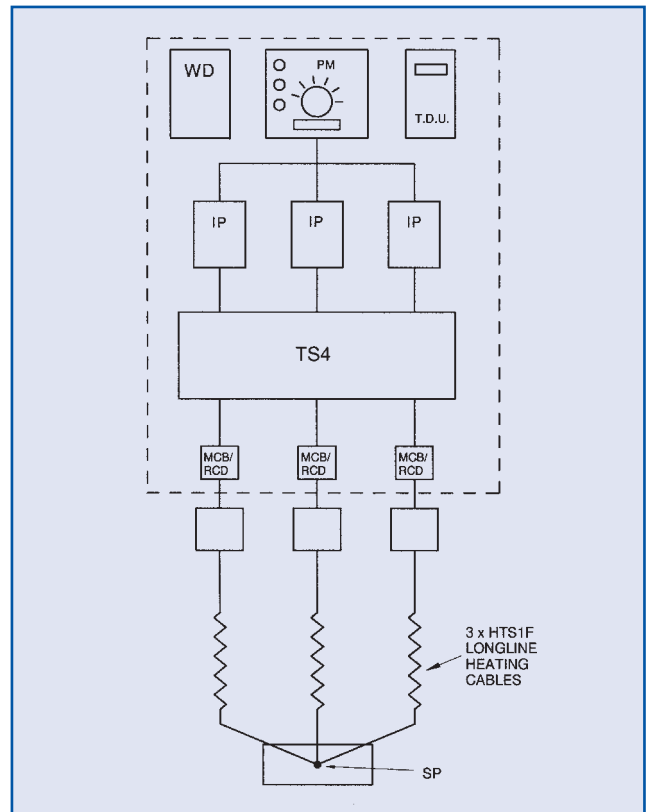 WD
PM
T.D.U.
IP
IP
IP
TS4
MCB/
RCD
MCB/
RCD
MCB/
RCD
3 x HTS1F
LONGLINE
HEATING
CABLES
SP